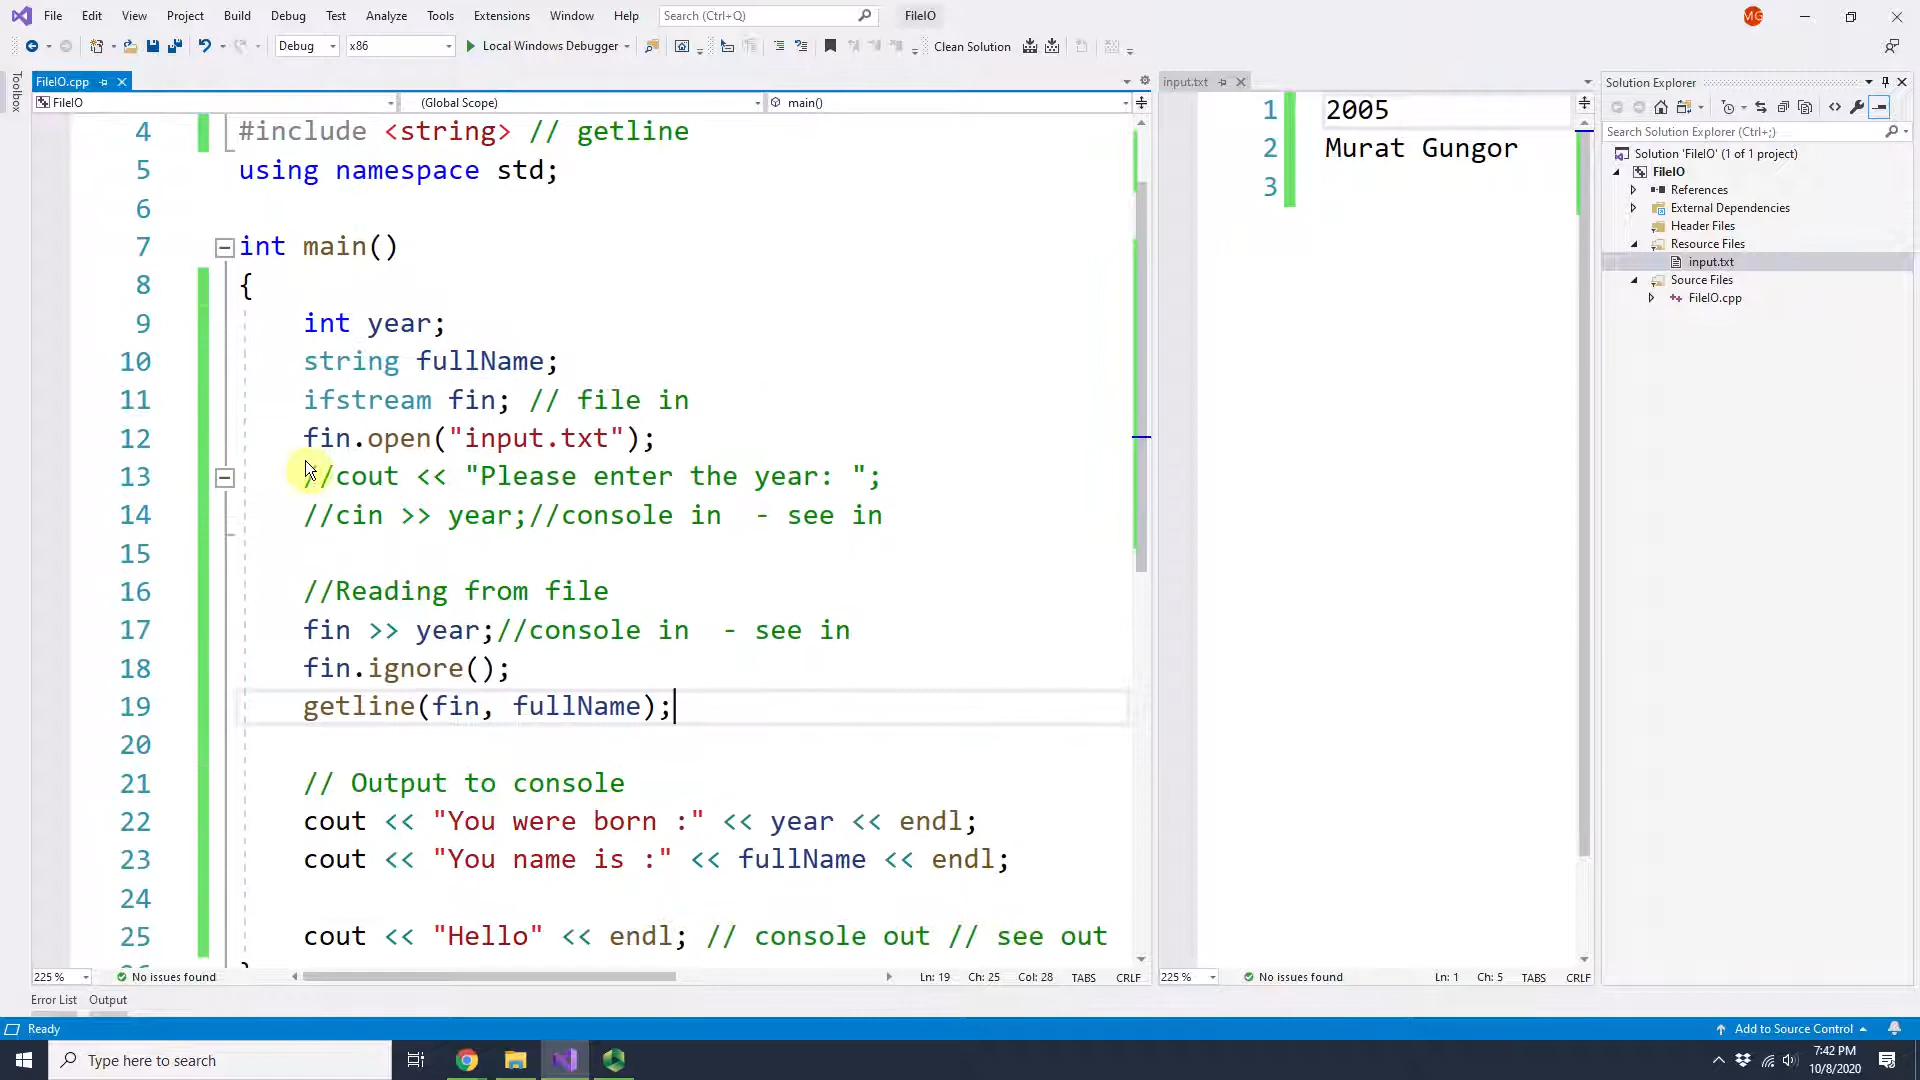 File Edit View Project Build Debug Test Analyze Tools Extensions Window Help Search (Ctrl+Q) FileIO MG
Debug x86 Local Windows Debugger Clean Solution
Toolbox
FileIO.cpp
FileIO (Global Scope) main()
4 #include <string> // getline
5 using namespace std;
6
7 int main()
8 {
9 int year;
10 string fullName;
11 ifstream fin; // file in
12 fin.open("input.txt");
13 //cout << "Please enter the year: ";
14 //cin >> year;//console in - see in
15
16 //Reading from file
17 fin >> year;//console in - see in
18 fin.ignore();
19 getline(fin, fullName);
20
21 // Output to console
22 cout << "You were born :" << year << endl;
23 cout << "You name is :" << fullName << endl;
24
25 cout << "Hello" << endl; // console out // see out
225 % No issues found Ln: 19 Ch: 25 Col: 28 TABS CRLF
input.txt
1 2005
2 Murat Gungor
3
225 % No issues found Ln: 1 Ch: 5 TABS CRLF
Solution Explorer
Search Solution Explorer (Ctrl+;)
Solution 'FileIO' (1 of 1 project)
FileIO
References
External Dependencies
Header Files
Resource Files
input.txt
Source Files
FileIO.cpp
Error List Output
Ready Add to Source Control
Type here to search
7:42 PM
10/8/2020